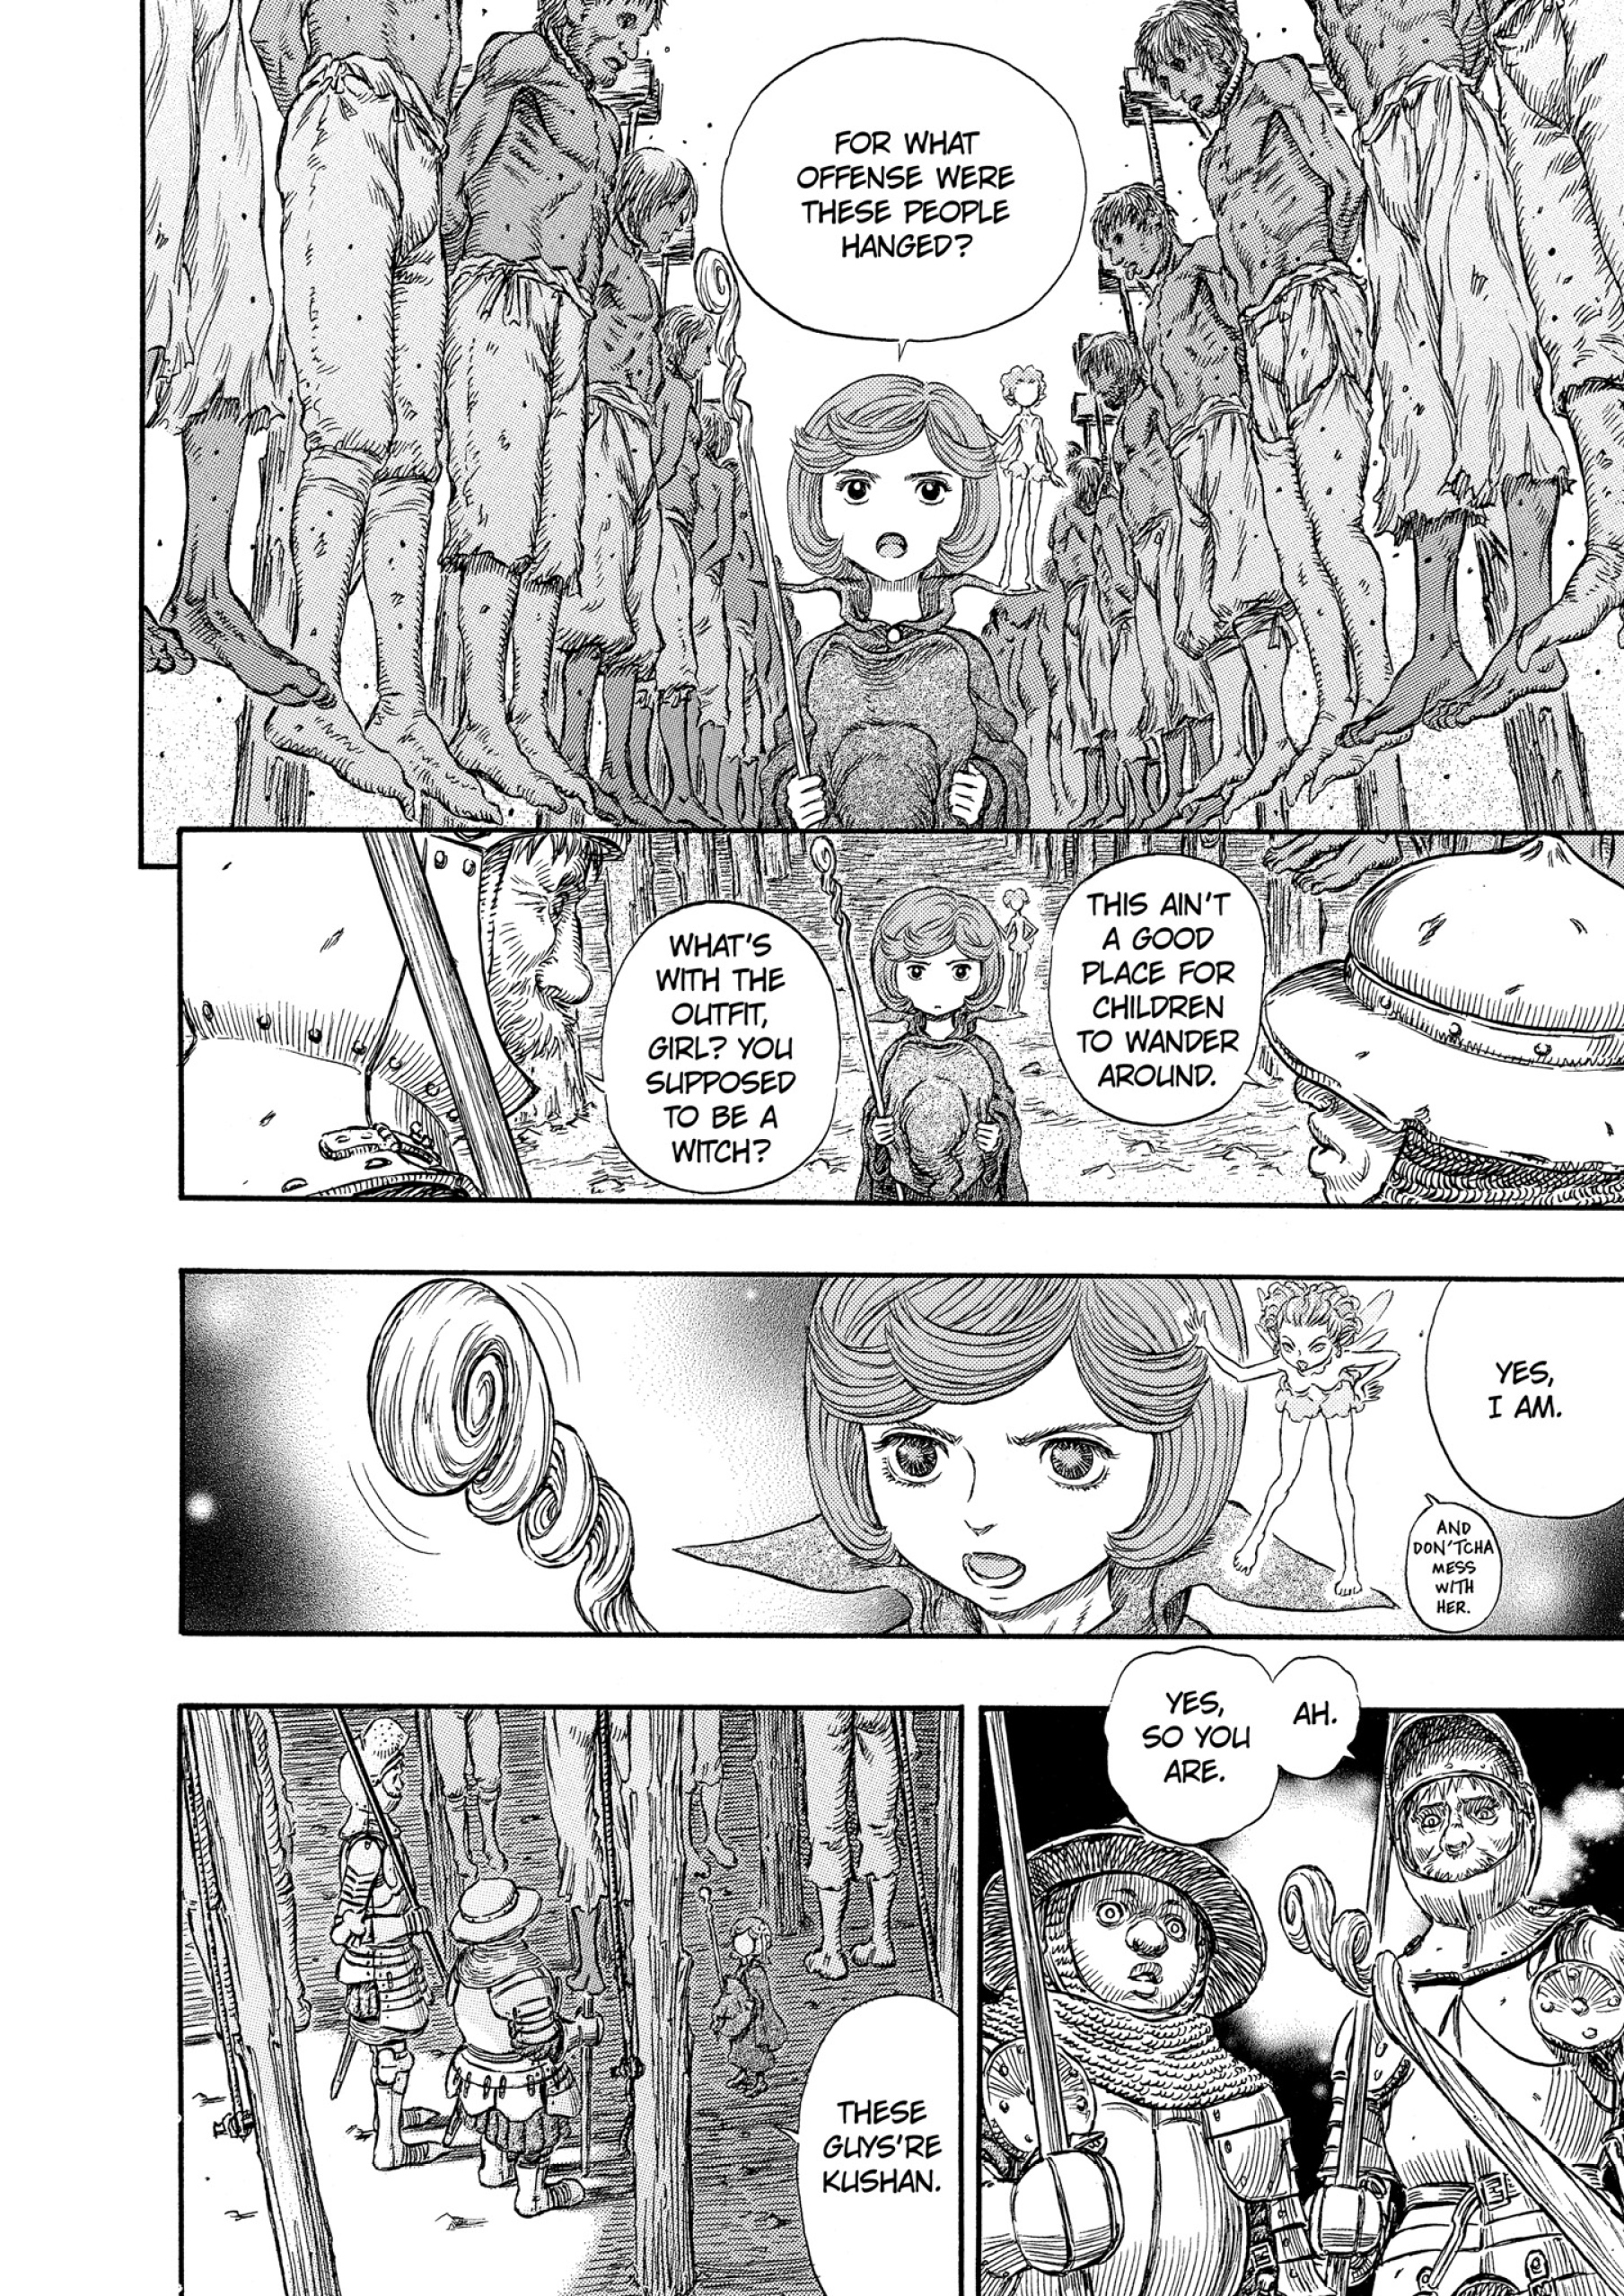 FOR WHAT
OFFENSE WERE
THESE PEOPLE
HANGED?
THIS AIN'T
A GOOD
PLACE FOR
CHILDREN
TO WANDER
AROUND.
WHAT'S
WITH THE
OUTFIT,
GIRL? YOU
SUPPOSED
TO BE A
WITCH?
YES,
I AM.
AND
DON'TCHA
MESS
WITH
HER.
AH.
YES,
SO YOU
ARE.
THESE
GUYS'RE
KUSHAN.